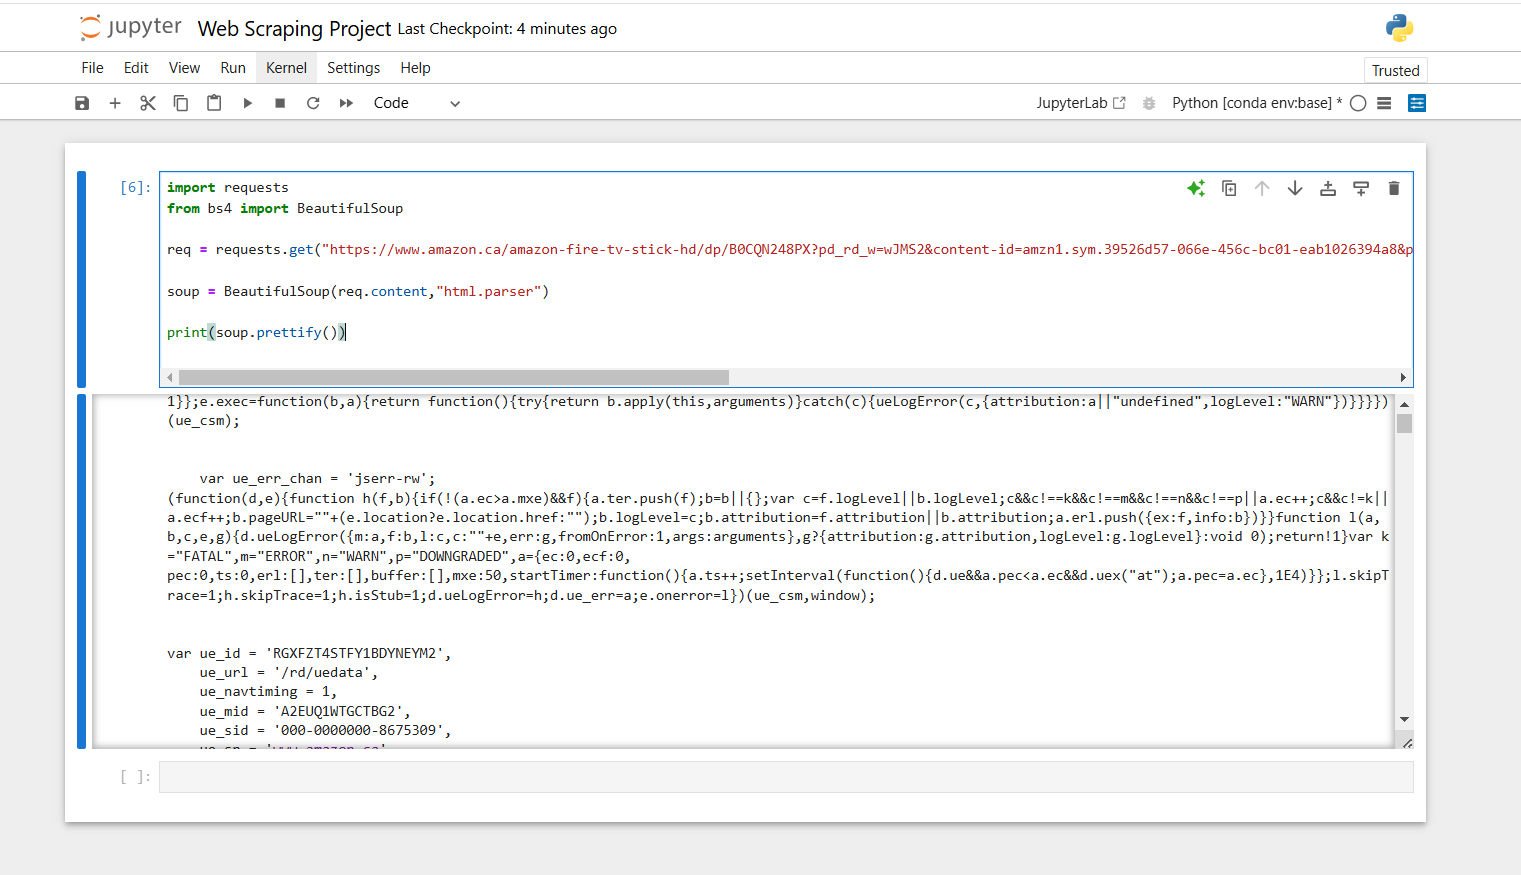 jupyter Web Scraping Project Last Checkpoint: 4 minutes ago
File Edit View Run Kernel Settings Help
Trusted
Code
JupyterLab Python [conda env:base] *
[6]:
import requests
from bs4 import BeautifulSoup
req = requests.get("https://www.amazon.ca/amazon-fire-tv-stick-hd/dp/B0CQN248PX?pd_rd_w=wJMS2&content-id=amzn1.sym.39526d57-066e-456c-bc01-eab1026394a8&p
soup = BeautifulSoup(req.content,"html.parser")
print(soup.prettify())
1}};e.exec=function(b,a){return function(){try{return b.apply(this,arguments)}catch(c){ueLogError(c,{attribution:a||"undefined",logLevel:"WARN"})}}}})
(ue_csm);
var ue_err_chan = 'jserr-rw';
(function(d,e){function h(f,b){if(!(a.ec>a.mxe)&&f){a.ter.push(f);b=b||{};var c=f.logLevel||b.logLevel;c&&c!==k&&c!==m&&c!==n&&c!==p||a.ec++;c&&c!=k||
a.ecf++;b.pageURL=""+(e.location?e.location.href:"");b.logLevel=c;b.attribution=f.attribution||b.attribution;a.erl.push({ex:f,info:b})}}function l(a,
b,c,e,g){d.ueLogError({m:a,f:b,l:c,c:""+e,err:g,fromOnError:1,args:arguments},g?{attribution:g.attribution,logLevel:g.logLevel}:void 0);return!1}var k
="FATAL",m="ERROR",n="WARN",p="DOWNGRADED",a={ec:0,ecf:0,
pec:0,ts:0,erl:[],ter:[],buffer:[],mxe:50,startTimer:function(){a.ts++;setInterval(function(){d.ue&&a.pec<a.ec&&d.uex("at");a.pec=a.ec},1E4)}};l.skipT
race=1;h.skipTrace=1;h.isStub=1;d.ueLogError=h;d.ue_err=a;e.onerror=l})(ue_csm,window);
var ue_id = 'RGXFZT4STFY1BDYNEYM2',
ue_url = '/rd/uedata',
ue_navtiming = 1,
ue_mid = 'A2EUQ1WTGCTBG2',
ue_sid = '000-0000000-8675309',
ue_sn = 'www.amazon.ca'
[ ]: